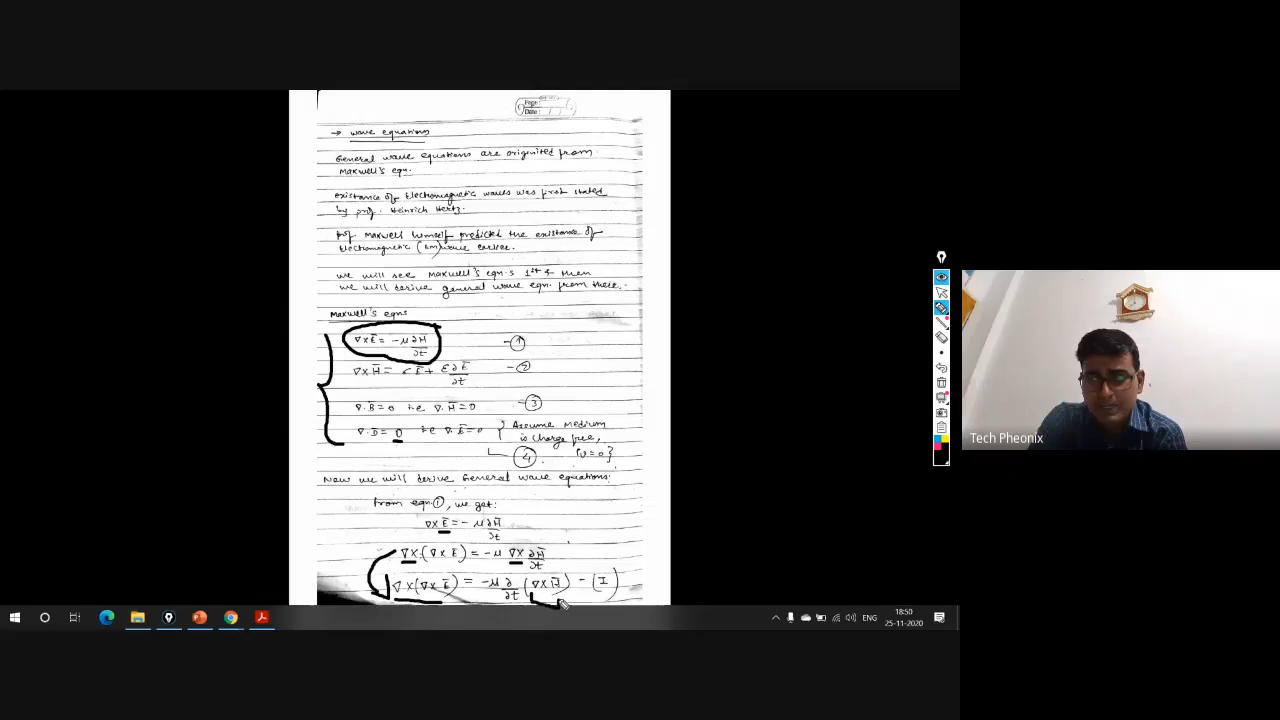 Page:
Date:
→ wave equations
General wave equations are originited from
Maxwell's eqn.
existance of Electromagnetic waves was first stated
by prof. Heinrich Hertz.
Prof Maxwell himself predicted the existance of
Electromagnetic (EM) wave earlier.
we will see Maxwell's eqn.s 1st & then
we will derive general wave eqn. from these.
Maxwell's eqns
∇×E̅ = -μ ∂H̅/∂t - ①
∇×H̅ = σE̅ + ε∂E̅/∂t - ②
∇·B = 0 i.e ∇·H̅ = 0 - ③
∇·D̅ = 0 i.e ∇·E̅ = 0 } Assume medium
is charge free,
④ {υ = 0}
Now we will derive General wave equations:
from eqn. ①, we get:
∇×E̅ = -μ∂H̅/∂t
∇×(∇×E) = -μ ∇× ∂H̅/∂t
∇×(∇×E̅) = -μ∂/∂t (∇×H̅) - (I)
Tech Pheonix
ENG
18:50
25-11-2020